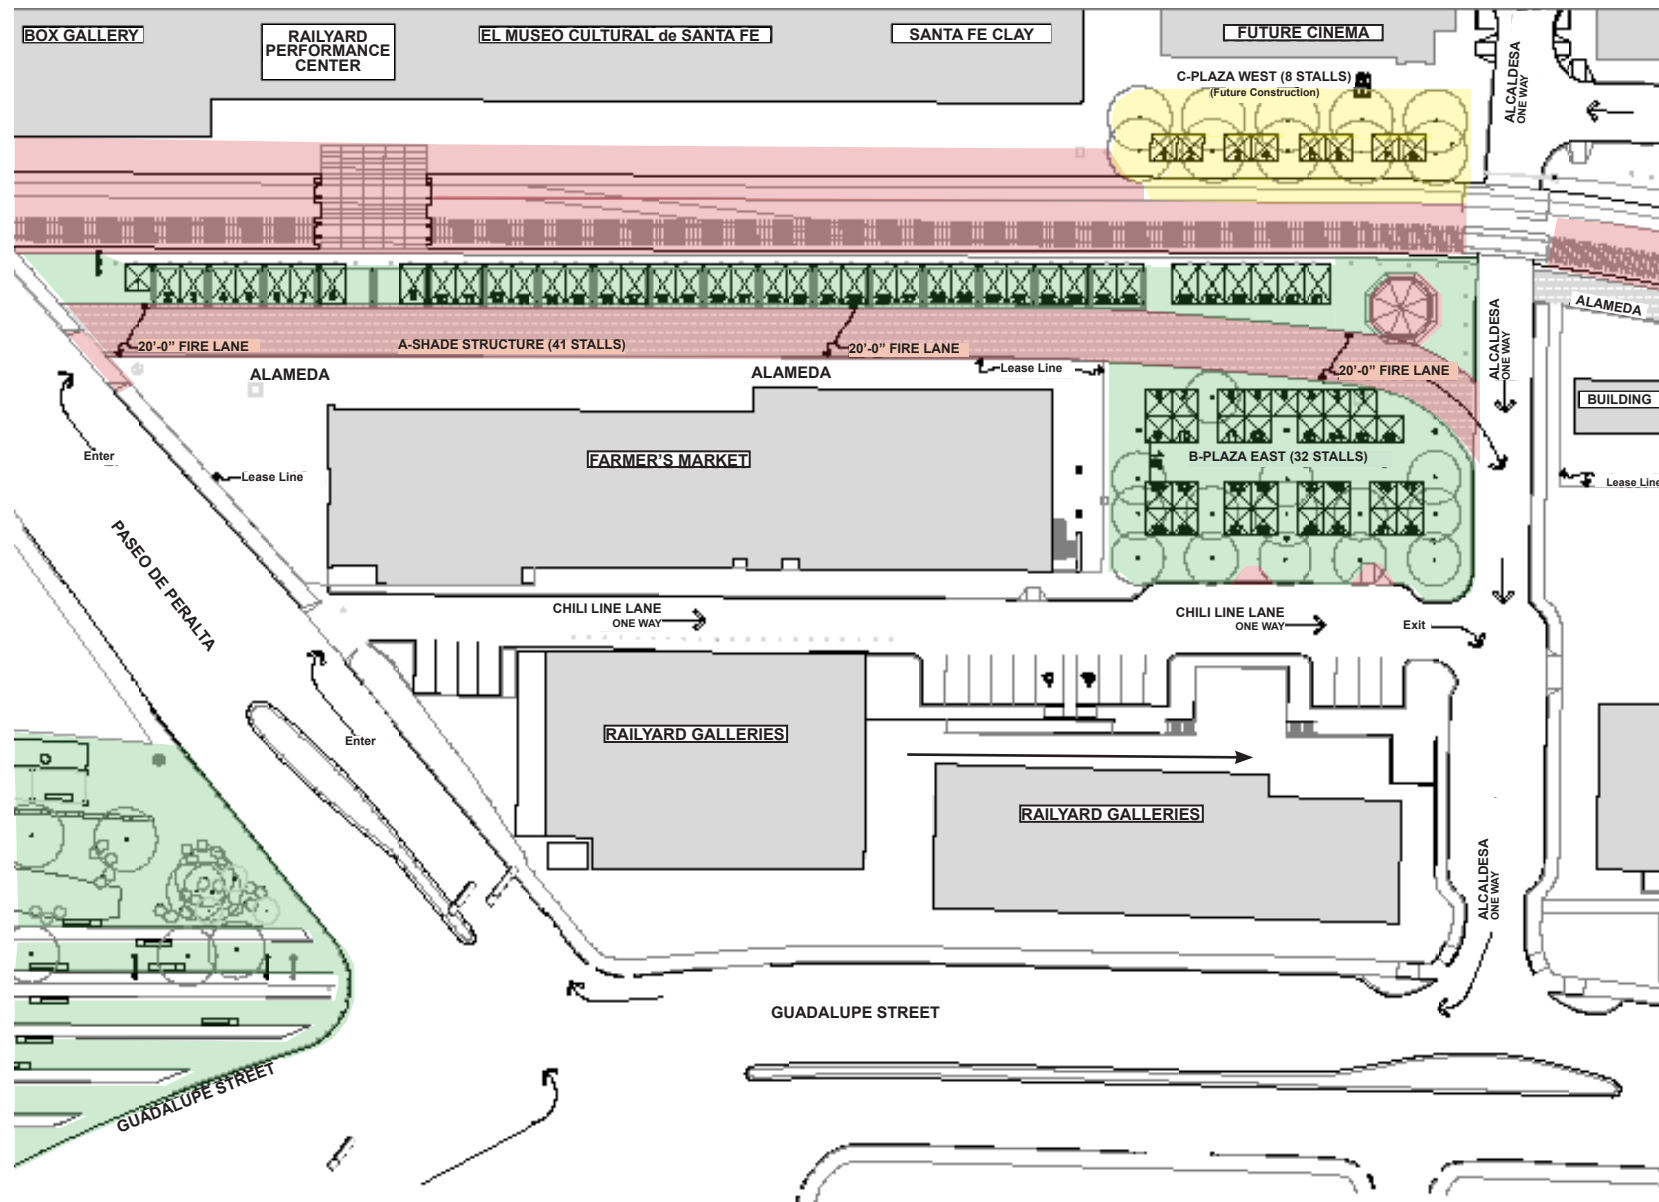 BOX GALLERY
RAILYARD
PERFORMANCE
CENTER
EL MUSEO CULTURAL de SANTA FE
SANTA FE CLAY
FUTURE CINEMA
C-PLAZA WEST (8 STALLS)
(Future Construction)
ALCALDESA
ONE WAY
20'-0" FIRE LANE
A-SHADE STRUCTURE (41 STALLS)
20'-0" FIRE LANE
20'-0" FIRE LANE
ALAMEDA
ALAMEDA
ALAMEDA
Lease Line
ALCALDESA
ONE WAY
BUILDING
Enter
Lease Line
FARMER'S MARKET
B-PLAZA EAST (32 STALLS)
Lease Line
PASEO DE PERALTA
CHILI LINE LANE
ONE WAY
CHILI LINE LANE
ONE WAY
Exit
Enter
RAILYARD GALLERIES
RAILYARD GALLERIES
ALCALDESA
ONE WAY
GUADALUPE STREET
GUADALUPE STREET